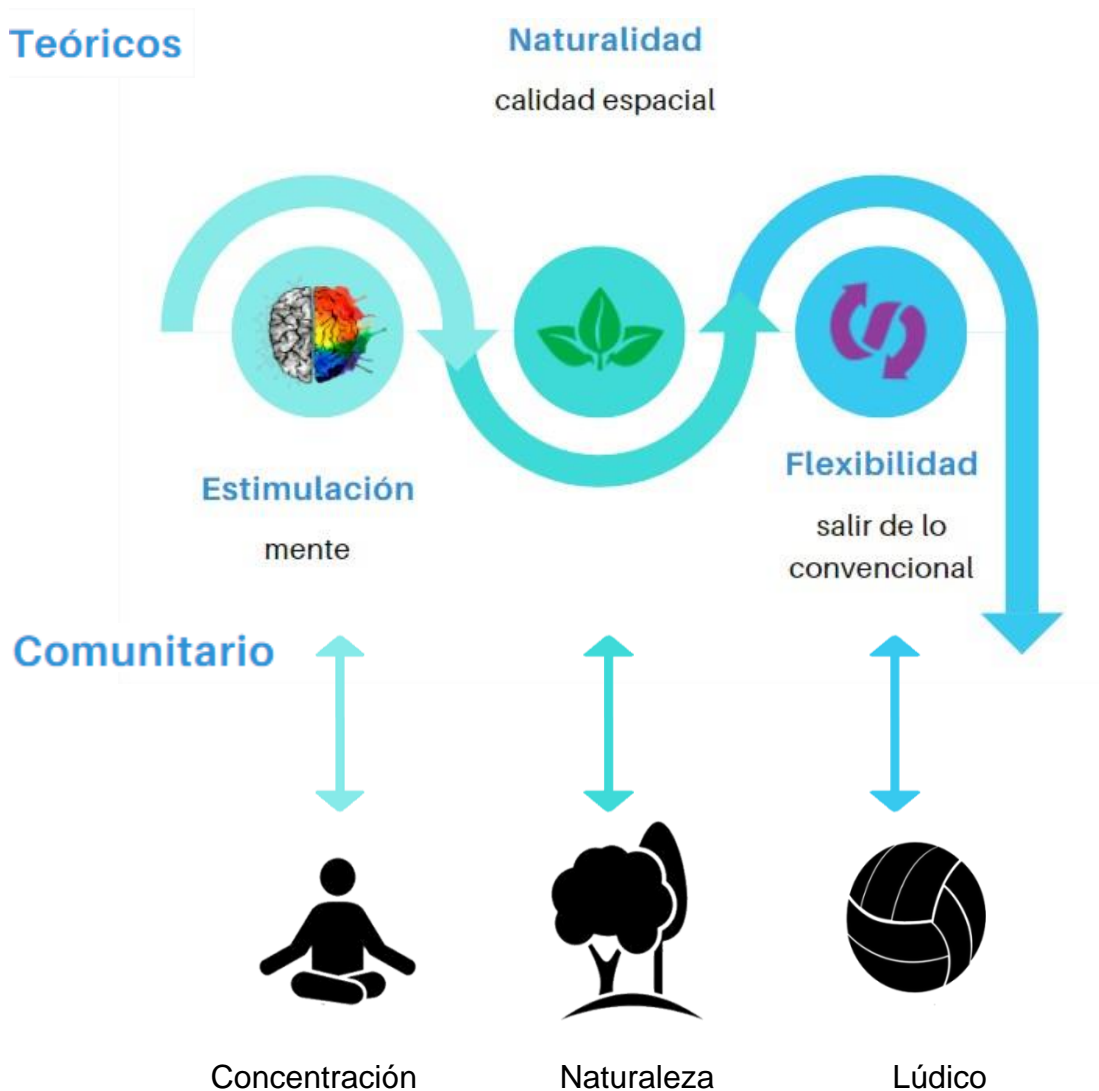 Teóricos
Naturalidad
calidad espacial
Estimulación
mente
Flexibilidad
salir de lo
convencional
Comunitario
Concentración
Naturaleza
Lúdico